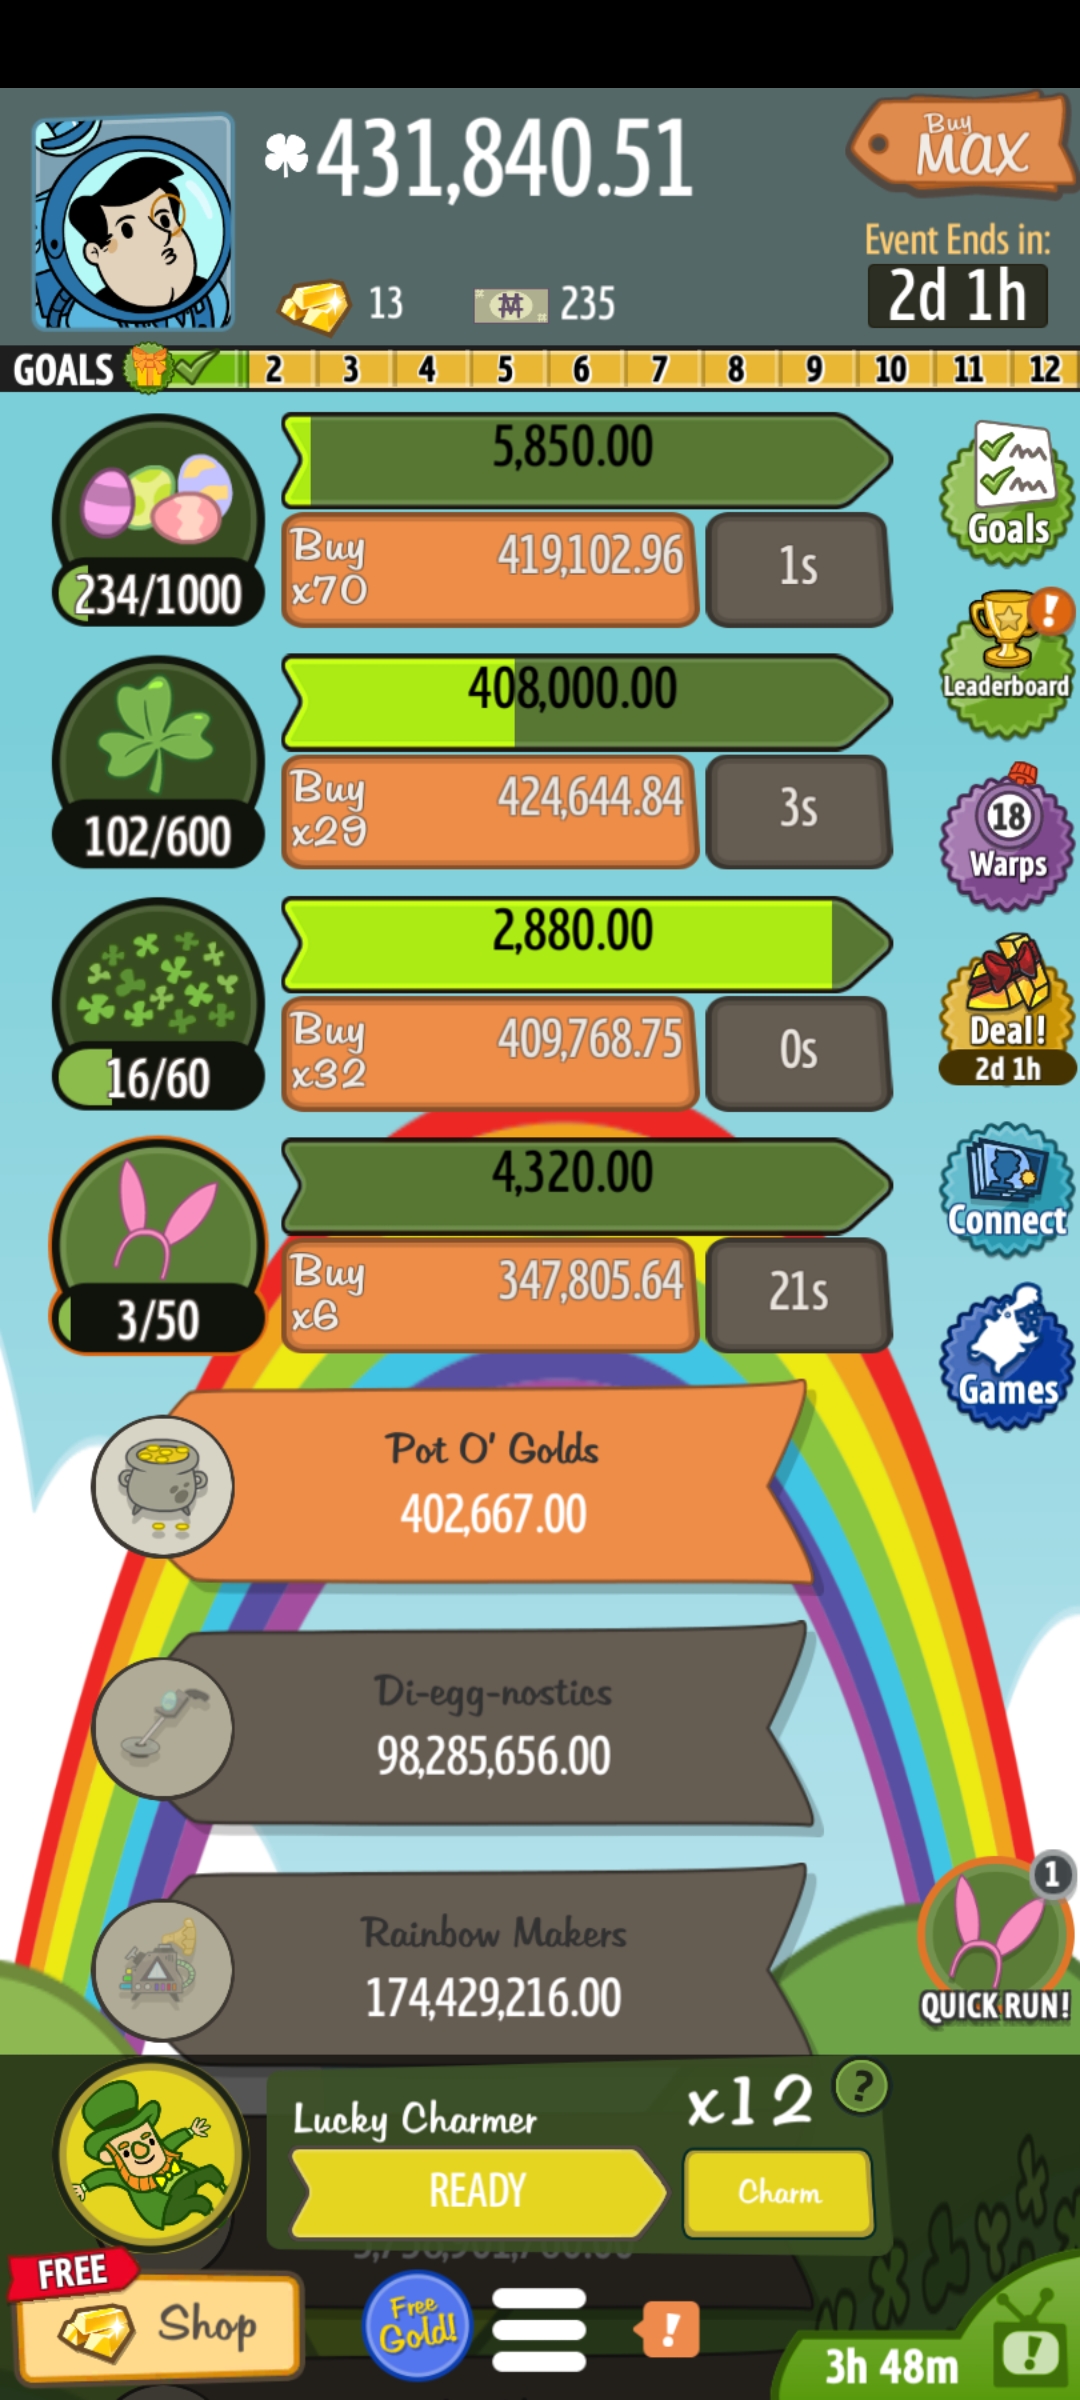 431,840.51
Buy
MAX
Event Ends in:
2d 1h
13
235
GOALS 2 3 4 5 6 7 8 9 10 11 12
5,850.00
Buy
x70
419,102.96
1s
234/1000
Goals
408,000.00
Buy
x29
424,644.84
3s
102/600
Leaderboard
!
2,880.00
Buy
x32
409,768.75
0s
16/60
18
Warps
Deal!
2d 1h
4,320.00
Buy
x6
347,805.64
21s
3/50
Connect
Games
Pot O' Golds
402,667.00
Di-egg-nostics
98,285,656.00
Rainbow Makers
174,429,216.00
1
QUICK RUN!
Lucky Charmer
x12
?
READY
Charm
FREE
Shop
Free
Gold!
!
3h 48m
!